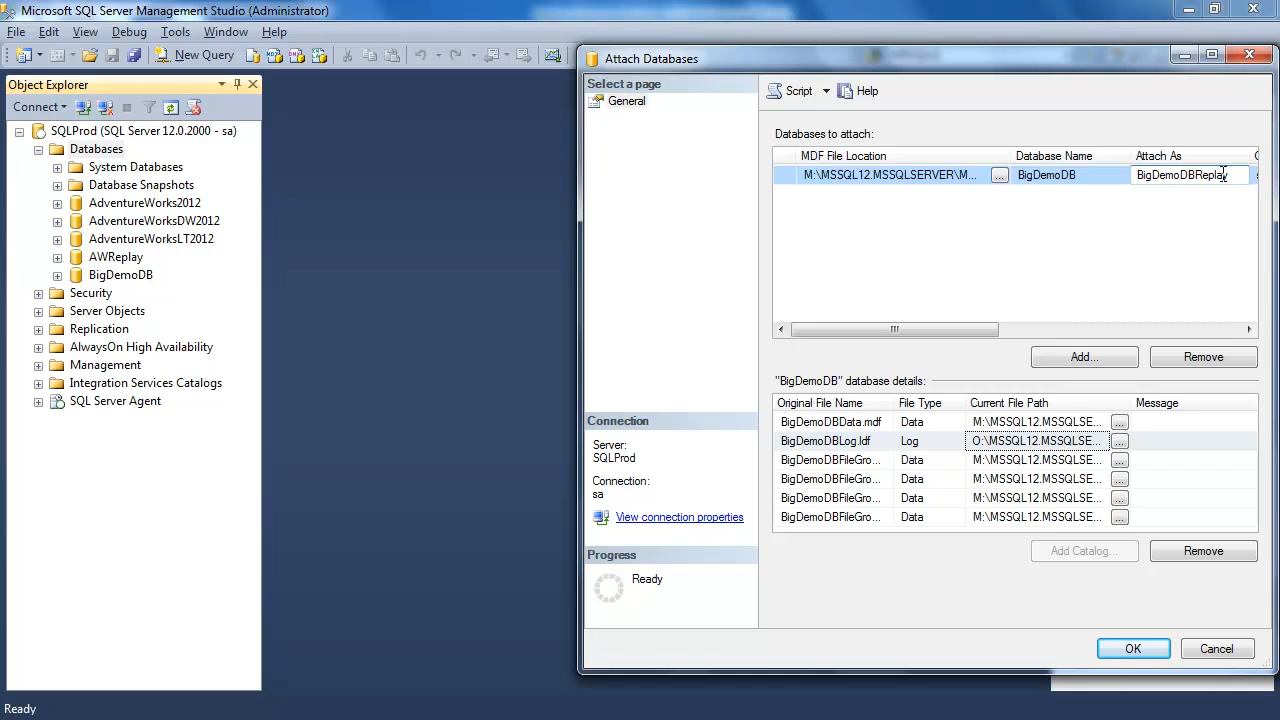 Microsoft SQL Server Management Studio (Administrator)
File Edit View Debug Tools Window Help
New Query
Object Explorer
Connect
SQLProd (SQL Server 12.0.2000 - sa)
Databases
System Databases
Database Snapshots
AdventureWorks2012
AdventureWorksDW2012
AdventureWorksLT2012
AWReplay
BigDemoDB
Security
Server Objects
Replication
AlwaysOn High Availability
Management
Integration Services Catalogs
SQL Server Agent
Attach Databases
Select a page
General
Script Help
Databases to attach:
MDF File Location Database Name Attach As
M:\MSSQL12.MSSQLSERVER\M... ... BigDemoDB BigDemoDBReplay
Add... Remove
"BigDemoDB" database details:
Original File Name File Type Current File Path Message
BigDemoDBData.mdf Data M:\MSSQL12.MSSQLSE... ...
BigDemoDBLog.ldf Log O:\MSSQL12.MSSQLSE... ...
BigDemoDBFileGro... Data M:\MSSQL12.MSSQLSE... ...
BigDemoDBFileGro... Data M:\MSSQL12.MSSQLSE... ...
BigDemoDBFileGro... Data M:\MSSQL12.MSSQLSE... ...
BigDemoDBFileGro... Data M:\MSSQL12.MSSQLSE... ...
Add Catalog... Remove
Connection
Server:
SQLProd
Connection:
sa
View connection properties
Progress
Ready
OK Cancel
Ready